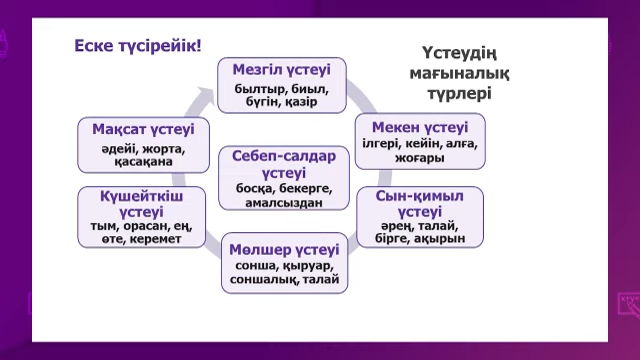 Еске түсірейік!
Үстеудің
мағыналық
түрлері
Мезгіл үстеуі
былтыр, биыл,
бүгін, қазір
Мекен үстеуі
ілгері, кейін, алға,
жоғары
Сын-қимыл
үстеуі
әрең, талай,
бірге, ақырын
Мөлшер үстеуі
сонша, қыруар,
соншалық, талай
Күшейткіш
үстеуі
тым, орасан, ең,
өте, керемет
Мақсат үстеуі
әдейі, жорта,
қасақана
Себеп-салдар
үстеуі
босқа, бекерге,
амалсыздан